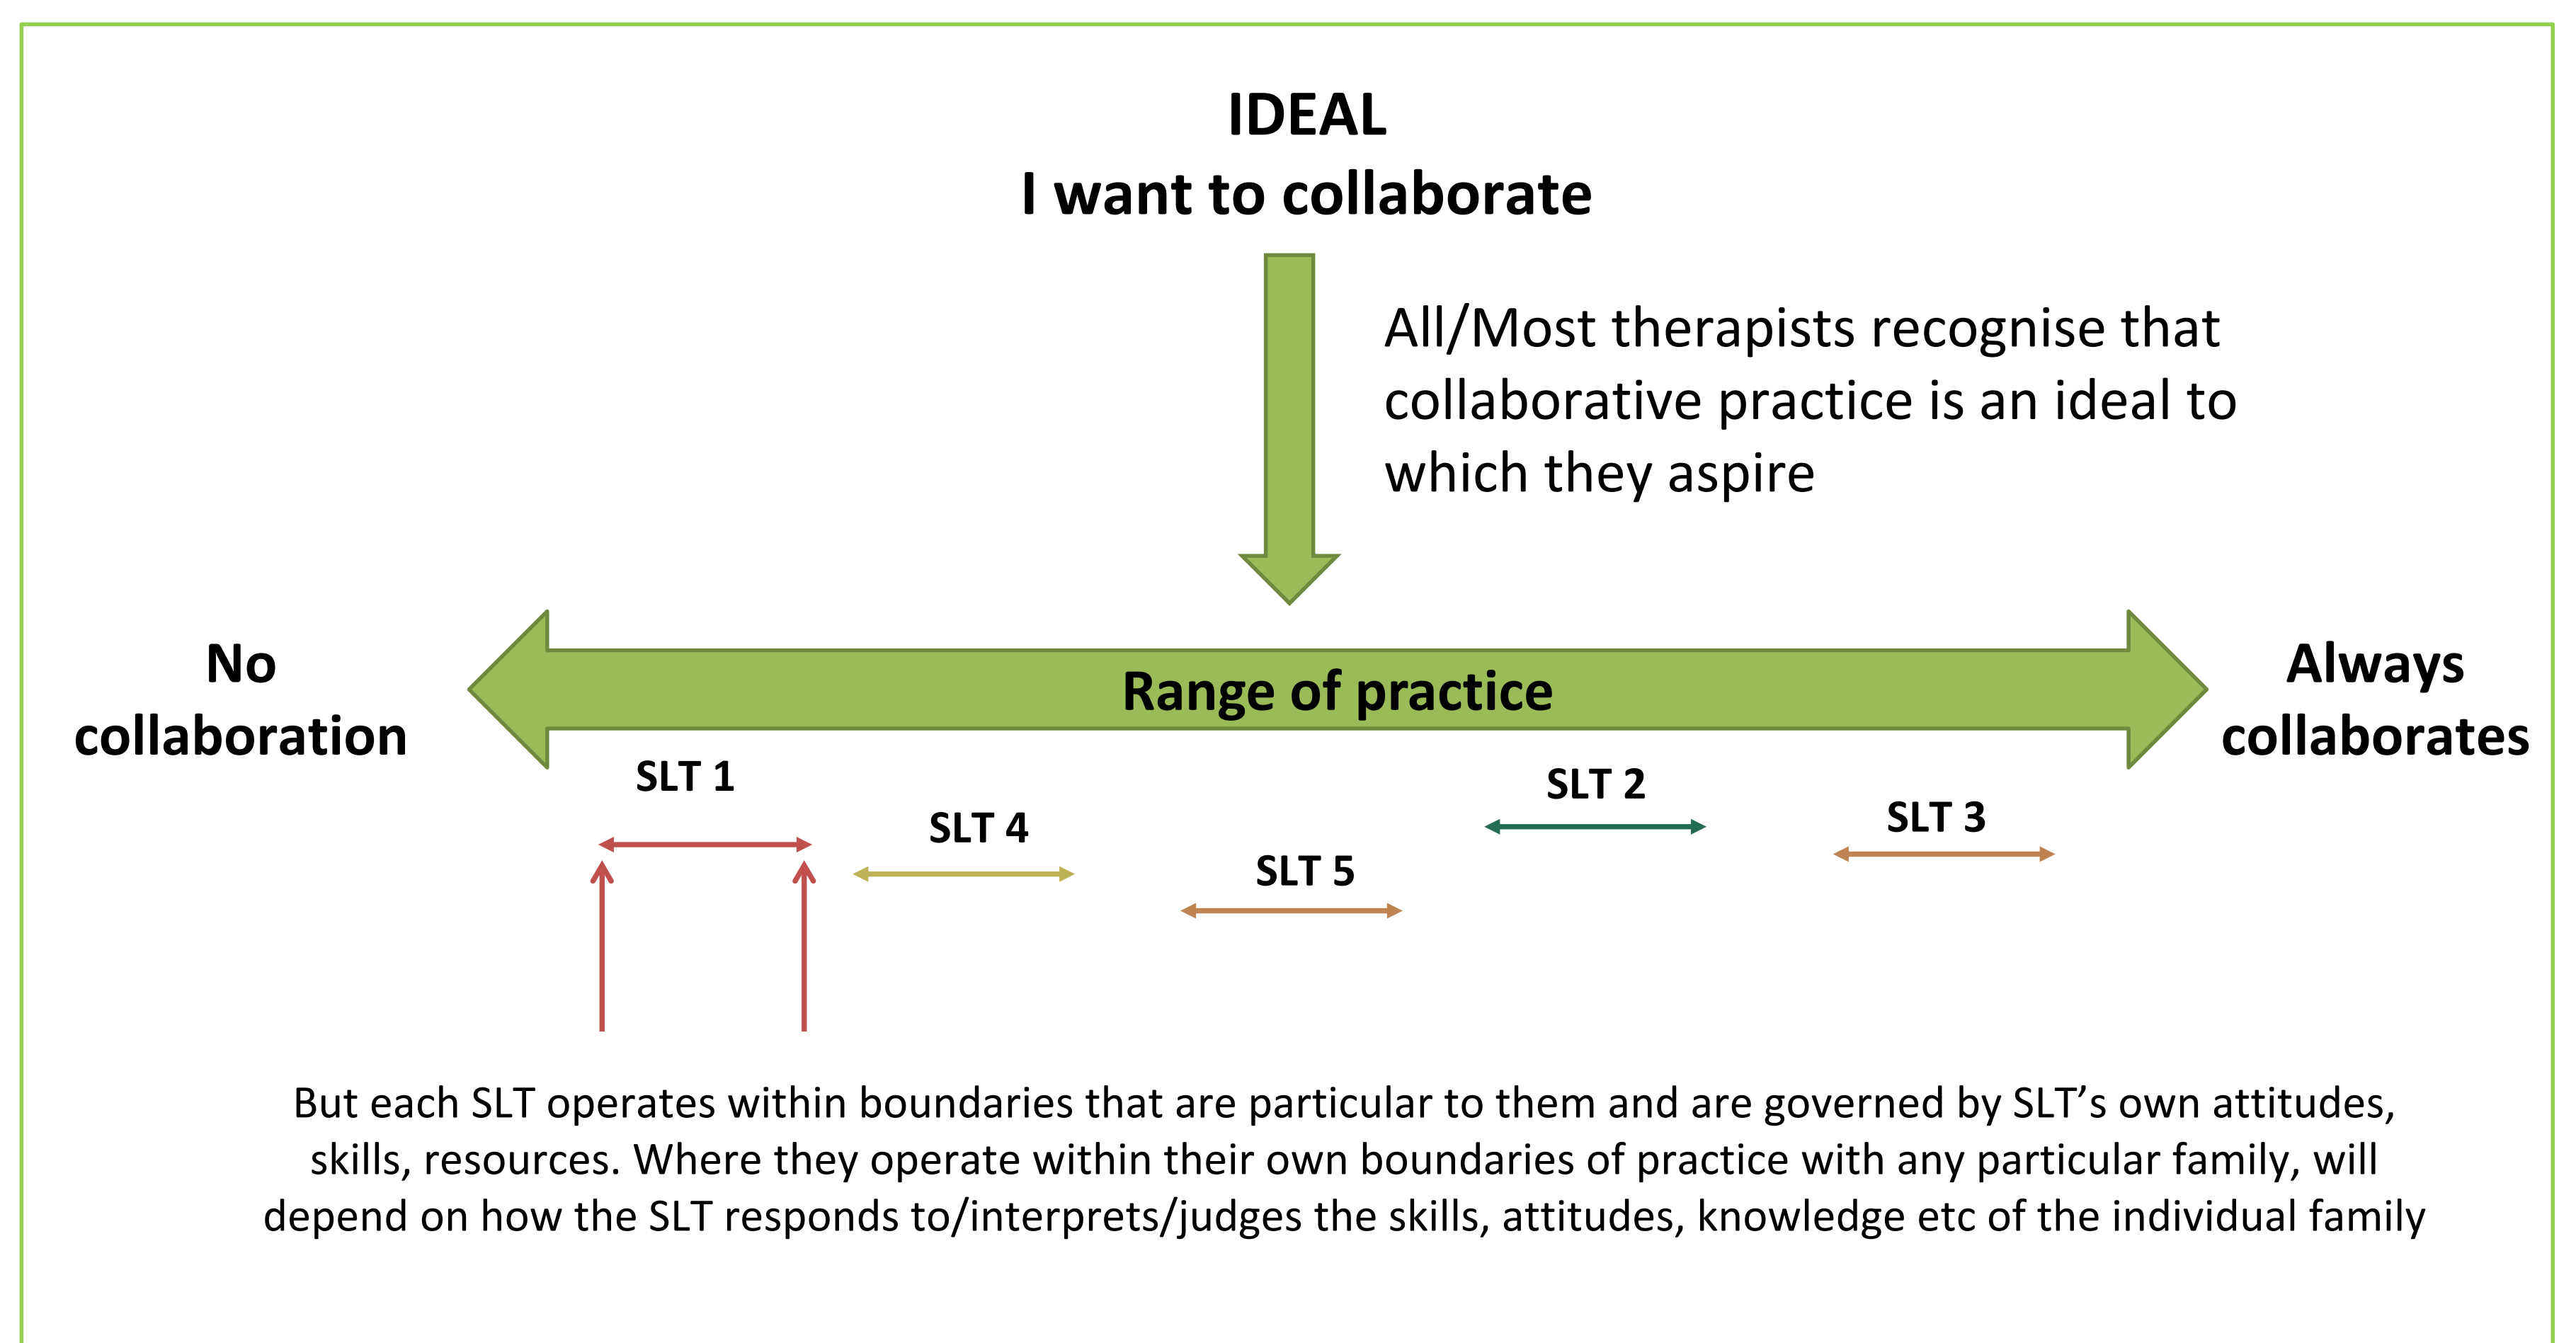 IDEAL
I want to collaborate
All/Most therapists recognise that
collaborative practice is an ideal to
which they aspire
No
collaboration
Range of practice
Always
collaborates
SLT 1
SLT 4
SLT 5
SLT 2
SLT 3
But each SLT operates within boundaries that are particular to them and are governed by SLT’s own attitudes,
skills, resources. Where they operate within their own boundaries of practice with any particular family, will
depend on how the SLT responds to/interprets/judges the skills, attitudes, knowledge etc of the individual family